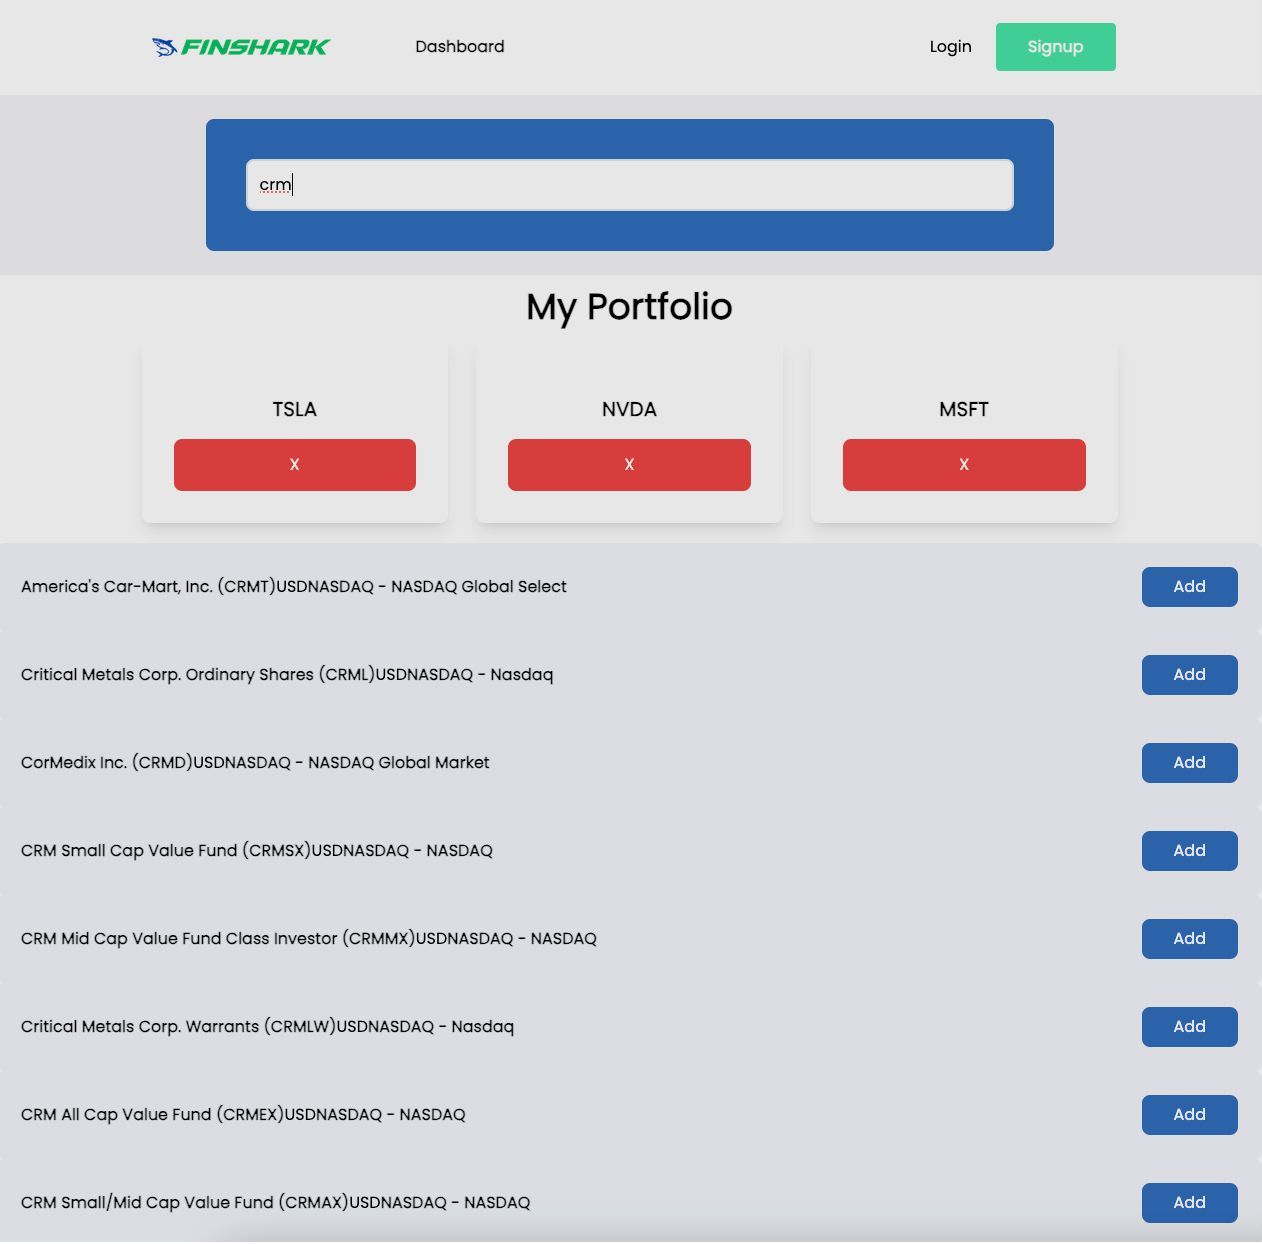 FINSHARK Dashboard Login Signup
crm
My Portfolio
TSLA NVDA MSFT
X X X
America's Car-Mart, Inc. (CRMT)USDNASDAQ - NASDAQ Global Select Add
Critical Metals Corp. Ordinary Shares (CRML)USDNASDAQ - Nasdaq Add
CorMedix Inc. (CRMD)USDNASDAQ - NASDAQ Global Market Add
CRM Small Cap Value Fund (CRMSX)USDNASDAQ - NASDAQ Add
CRM Mid Cap Value Fund Class Investor (CRMMX)USDNASDAQ - NASDAQ Add
Critical Metals Corp. Warrants (CRMLW)USDNASDAQ - Nasdaq Add
CRM All Cap Value Fund (CRMEX)USDNASDAQ - NASDAQ Add
CRM Small/Mid Cap Value Fund (CRMAX)USDNASDAQ - NASDAQ Add